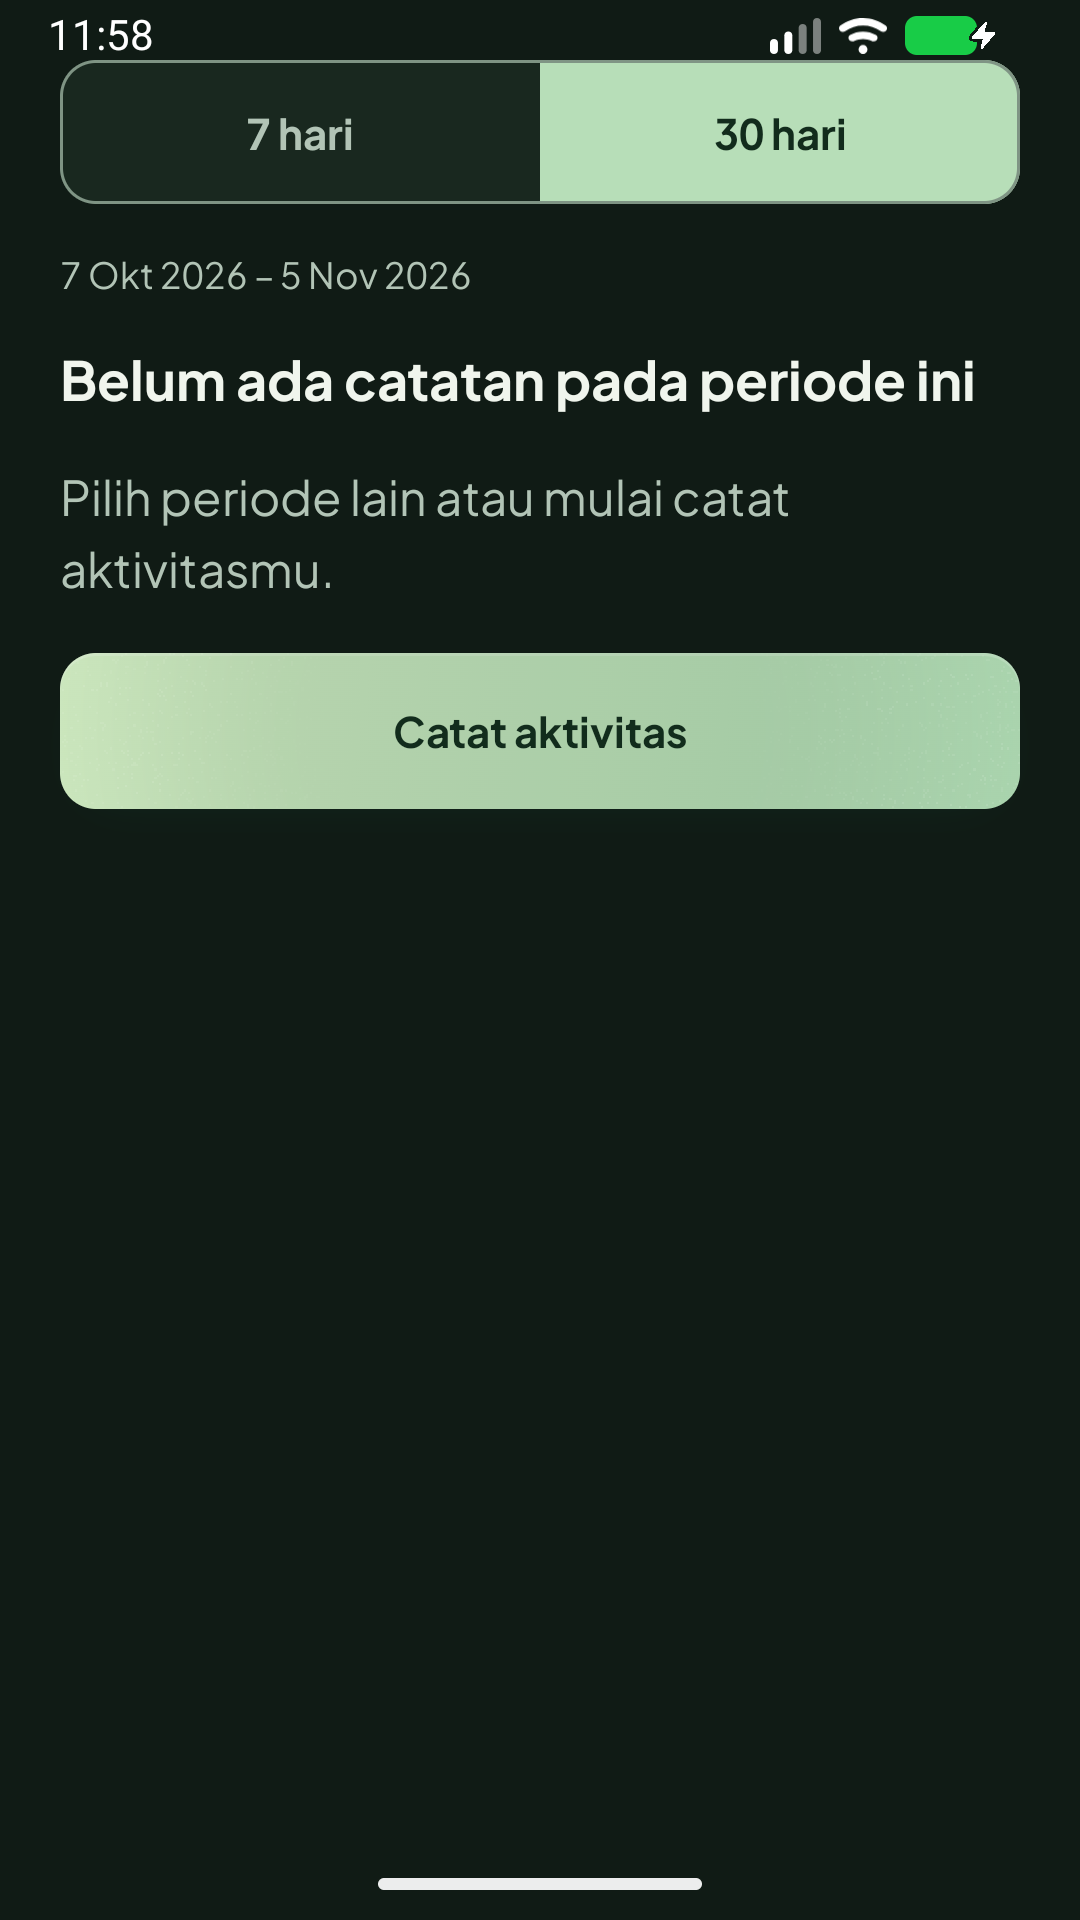 11:58
7 hari
30 hari
7 Okt 2026 – 5 Nov 2026
Belum ada catatan pada periode ini
Pilih periode lain atau mulai catat
aktivitasmu.
Catat aktivitas